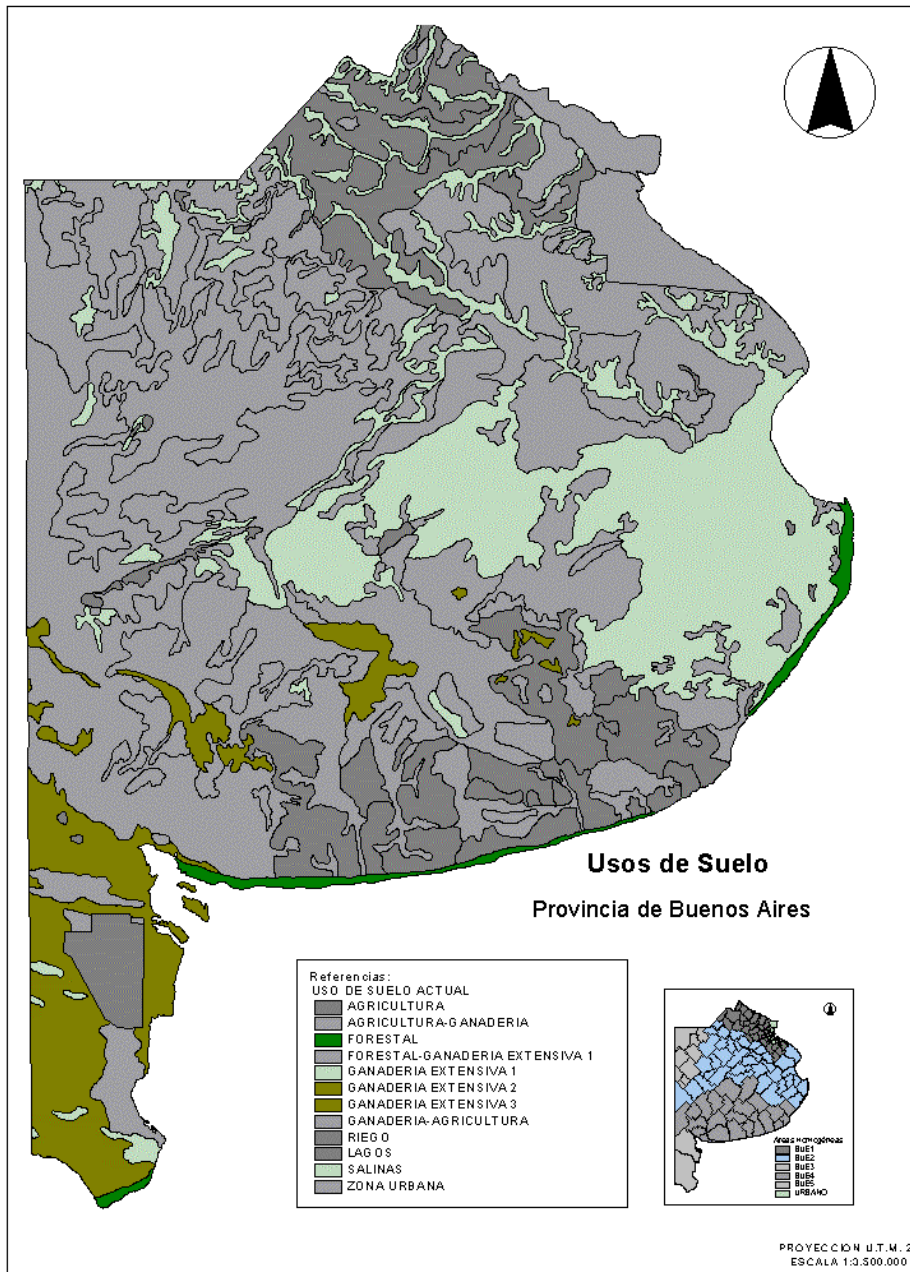 Usos de Suelo
Provincia de Buenos Aires
Referencias:
USO DE SUELO ACTUAL
AGRICULTURA
AGRICULTURA-GANADERIA
FORESTAL
FORESTAL-GANADERIA EXTENSIVA 1
GANADERIA EXTENSIVA 1
GANADERIA EXTENSIVA 2
GANADERIA EXTENSIVA 3
GANADERIA-AGRICULTURA
RIEGO
LAGOS
SALINAS
ZONA URBANA
Areas Homogéneas
BuE1
BuE2
BuE3
BuE4
BuE5
URBANO
PROYECCION U.T.M. 2
ESCALA 1:3.500.000